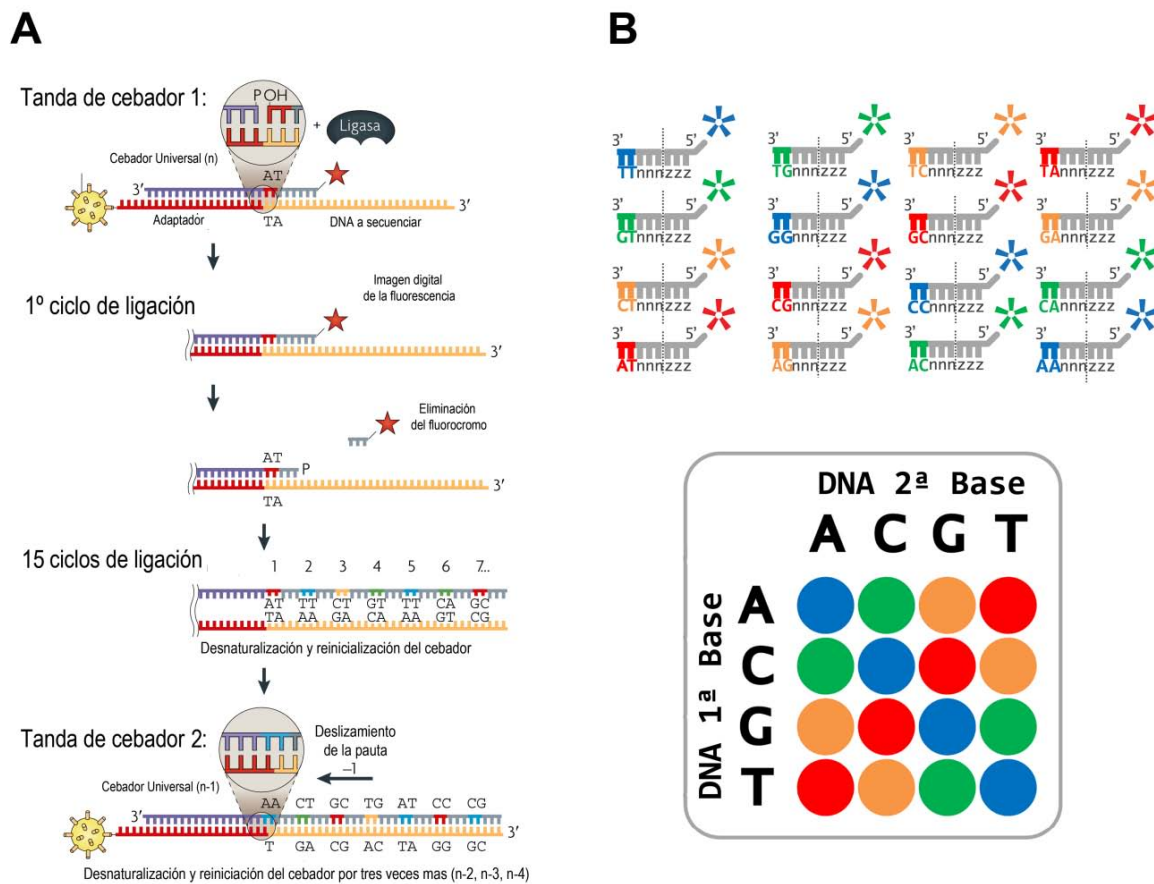 A
Tanda de cebador 1:
P OH
+
Ligasa
Cebador Universal (n)
AT
3'
Adaptador
TA
DNA a secuenciar
3'
1º ciclo de ligación
Imagen digital
de la fluorescencia
3'
Eliminación
del fluorocromo
AT
P
3'
TA
15 ciclos de ligación
1 2 3 4 5 6 7...
AT TT CT GT TT CA GC
TA AA GA CA AA GT CG
Desnaturalización y reinicialización del cebador
Tanda de cebador 2:
Deslizamiento
de la pauta
−1
Cebador Universal (n-1)
AA CT GC TG AT CC CG
3'
3'
T GA CG AC TA GG GC
Desnaturalización y reiniciación del cebador por tres veces mas (n-2, n-3, n-4)
B
3' 5' 3' 5' 3' 5' 3' 5'
TTnnnzzz TGnnnzzz TCnnnzzz TAnnnzzz
3' 5' 3' 5' 3' 5' 3' 5'
GTnnnzzz GGnnnzzz GCnnnzzz GAnnnzzz
3' 5' 3' 5' 3' 5' 3' 5'
CTnnnzzz CGnnnzzz CCnnnzzz CAnnnzzz
3' 5' 3' 5' 3' 5' 3' 5'
ATnnnzzz AGnnnzzz ACnnnzzz AAnnnzzz
DNA 2ª Base
A C G T
DNA 1ª Base
A
C
G
T